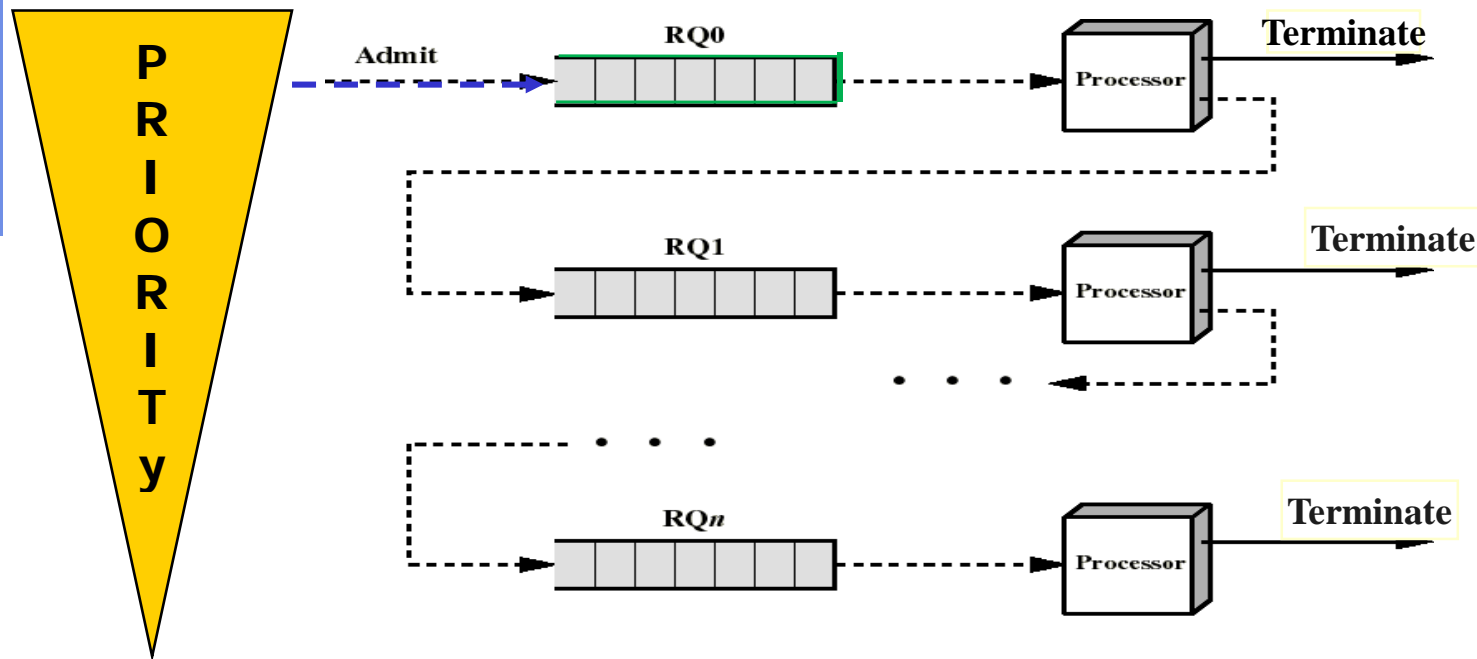 P
R
I
O
R
I
T
y
Admit
RQ0
Processor
Terminate
RQ1
Processor
Terminate
• • •
• • •
RQn
Processor
Terminate